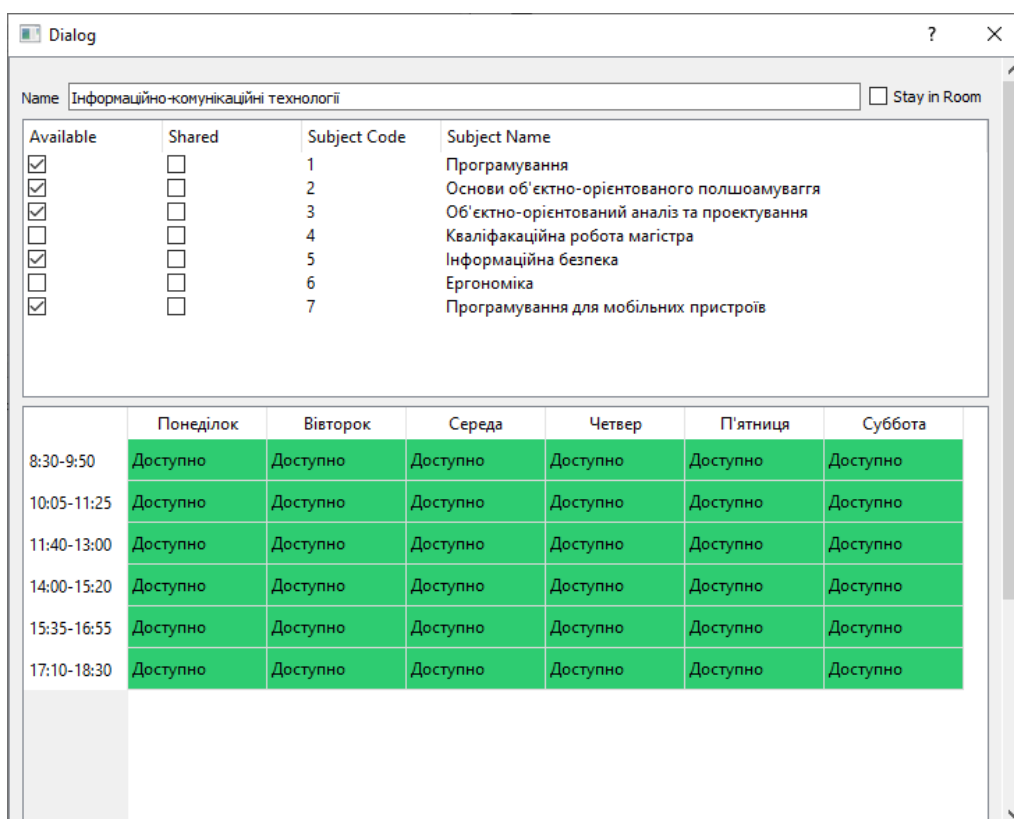 Dialog ?
Name Інформаційно-комунікаційні технології Stay in Room
Available Shared Subject Code Subject Name
1 Програмування
2 Основи об'єктно-орієнтованого полшоамуваггя
3 Об'єктно-орієнтований аналіз та проектування
4 Кваліфакаційна робота магістра
5 Інформаційна безпека
6 Ергономіка
7 Програмування для мобільних пристроїв
Понеділок Вівторок Середа Четвер П'ятниця Суббота
8:30-9:50 Доступно Доступно Доступно Доступно Доступно Доступно
10:05-11:25 Доступно Доступно Доступно Доступно Доступно Доступно
11:40-13:00 Доступно Доступно Доступно Доступно Доступно Доступно
14:00-15:20 Доступно Доступно Доступно Доступно Доступно Доступно
15:35-16:55 Доступно Доступно Доступно Доступно Доступно Доступно
17:10-18:30 Доступно Доступно Доступно Доступно Доступно Доступно